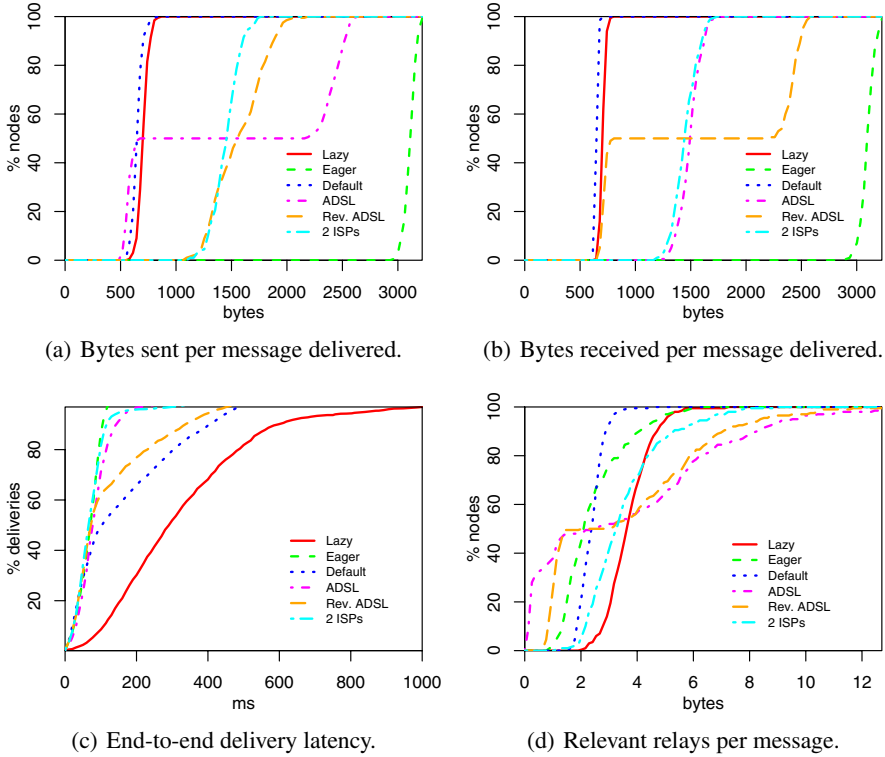 % nodes
100
80
60
40
20
0
Lazy
Eager
Default
ADSL
Rev. ADSL
2 ISPs
0 500 1000 1500 2000 2500 3000
bytes
(a) Bytes sent per message delivered.
% nodes
100
80
60
40
20
0
Lazy
Eager
Default
ADSL
Rev. ADSL
2 ISPs
0 500 1000 1500 2000 2500 3000
bytes
(b) Bytes received per message delivered.
% deliveries
80
60
40
20
Lazy
Eager
Default
ADSL
Rev. ADSL
2 ISPs
0 200 400 600 800 1000
ms
(c) End-to-end delivery latency.
% nodes
100
80
60
40
20
0
Lazy
Eager
Default
ADSL
Rev. ADSL
2 ISPs
0 2 4 6 8 10 12
bytes
(d) Relevant relays per message.